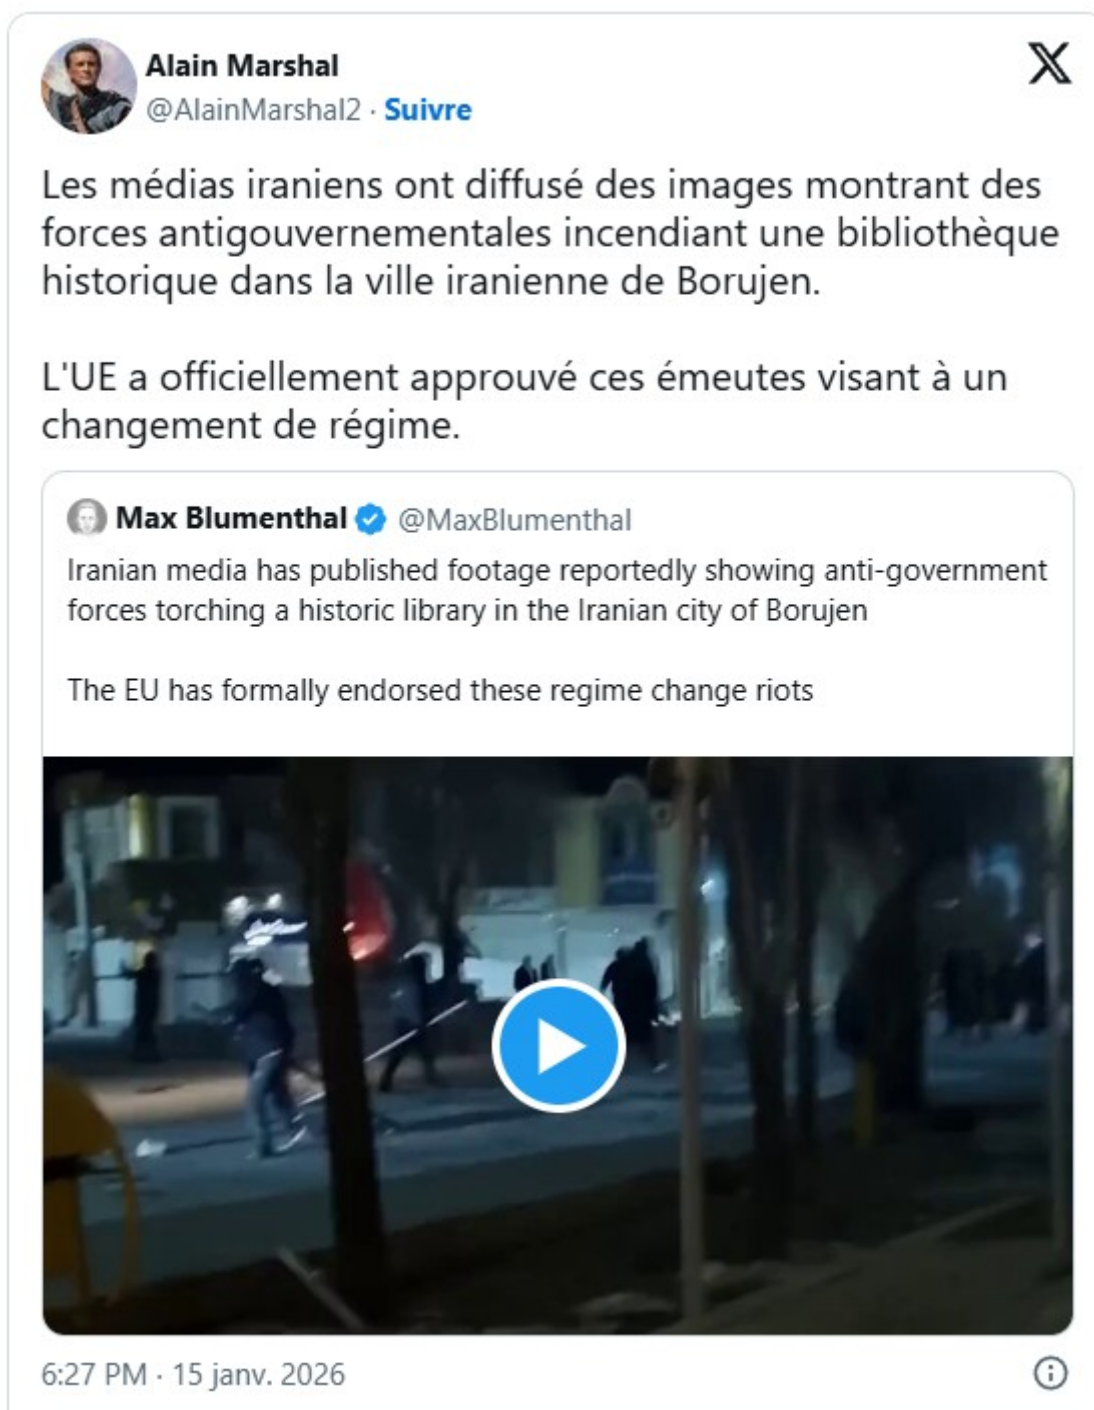 Alain Marshal
@AlainMarshal2 · Suivre
Les médias iraniens ont diffusé des images montrant des
forces antigouvernementales incendiant une bibliothèque
historique dans la ville iranienne de Borujen.
L'UE a officiellement approuvé ces émeutes visant à un
changement de régime.
Max Blumenthal @MaxBlumenthal
Iranian media has published footage reportedly showing anti-government
forces torching a historic library in the Iranian city of Borujen
The EU has formally endorsed these regime change riots
6:27 PM · 15 janv. 2026